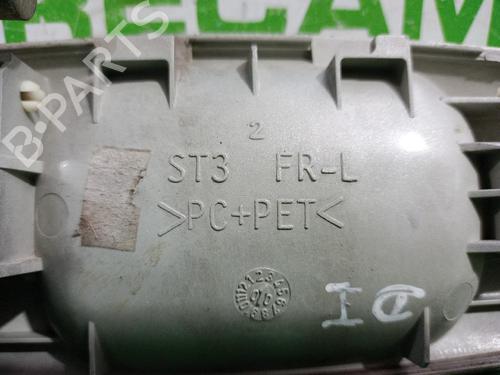 RECAM
B-PARTS
2
ST3 FR-L
>PC+PET<